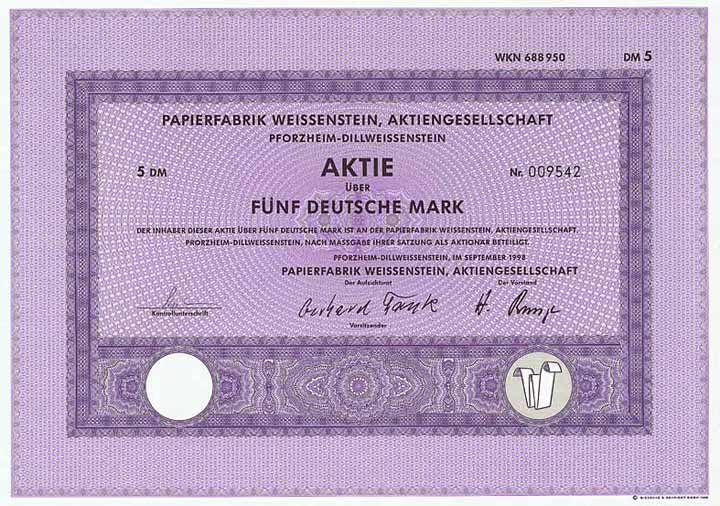 WKN 688 950 DM 5
PAPIERFABRIK WEISSENSTEIN, AKTIENGESELLSCHAFT
PFORZHEIM-DILLWEISSENSTEIN
AKTIE
5 DM Nr. 009542
ÜBER
FÜNF DEUTSCHE MARK
DER INHABER DIESER AKTIE ÜBER FÜNF DEUTSCHE MARK IST AN DER PAPIERFABRIK WEISSENSTEIN, AKTIENGESELLSCHAFT,
PFORZHEIM-DILLWEISSENSTEIN, NACH MASSGABE IHRER SATZUNG ALS AKTIONÄR BETEILIGT.
PFORZHEIM-DILLWEISSENSTEIN, IM SEPTEMBER 1998
PAPIERFABRIK WEISSENSTEIN, AKTIENGESELLSCHAFT
Der Aufsichtsrat Der Vorstand
Gerhard
Kontrollunterschrift
Vorsitzender